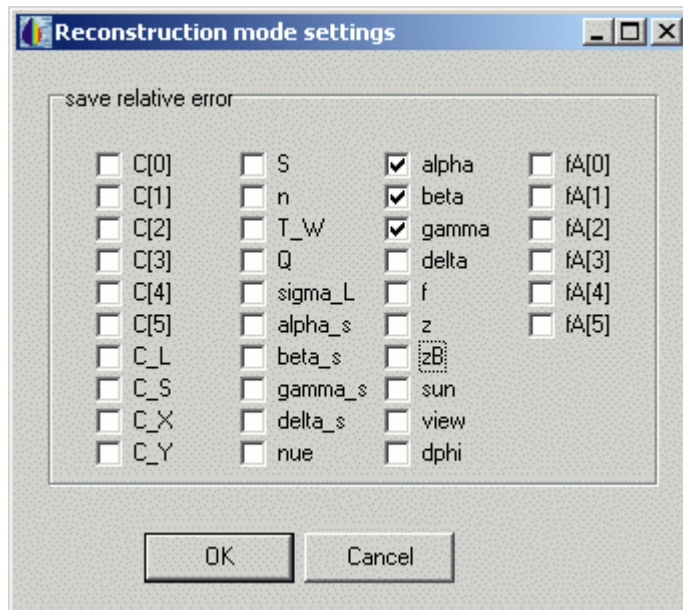 Reconstruction mode settings
save relative error
C[0] S alpha fA[0]
C[1] n beta fA[1]
C[2] T_W gamma fA[2]
C[3] Q delta fA[3]
C[4] sigma_L f fA[4]
C[5] alpha_s z fA[5]
C_L beta_s zB
C_S gamma_s sun
C_X delta_s view
C_Y nue dphi
OK Cancel